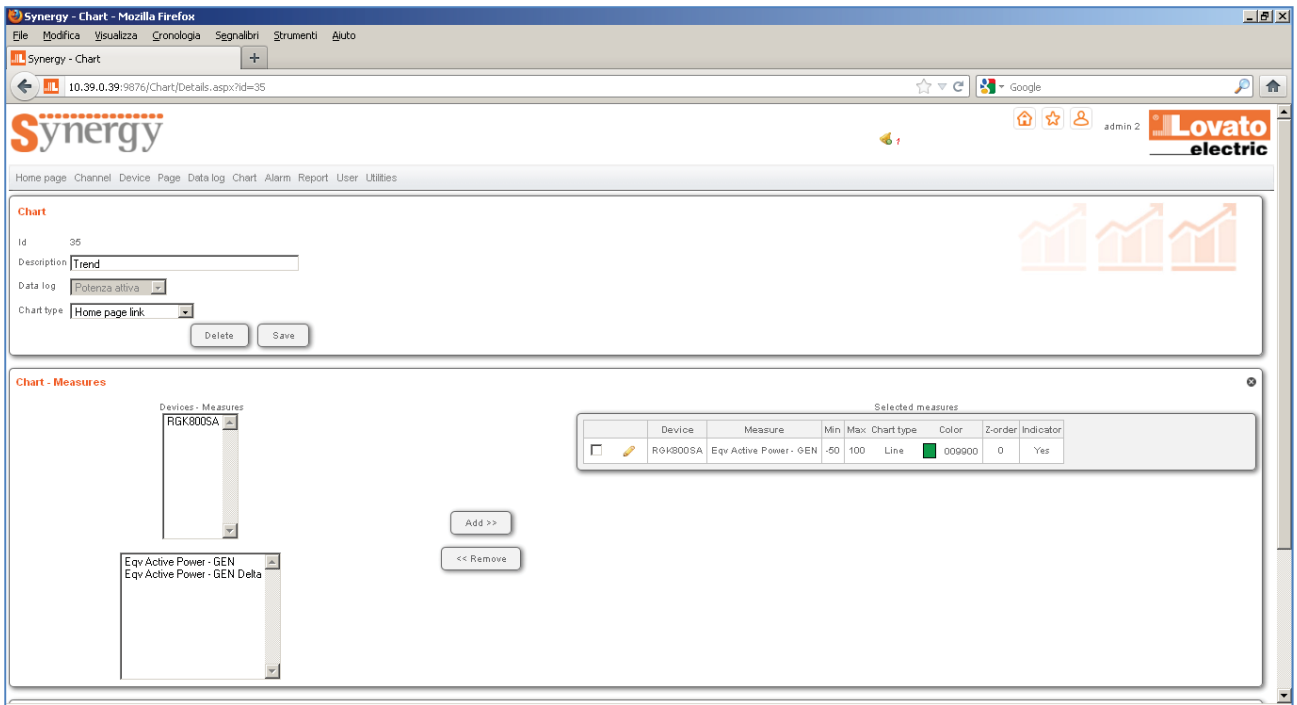 Synergy - Chart - Mozilla Firefox
File Modifica Visualizza Cronologia Segnalibri Strumenti Aiuto
Synergy - Chart
10.39.0.39:9876/Chart/Details.aspx?id=35
Google
Synergy
1
admin 2
Lovato
electric
Home page Channel Device Page Data log Chart Alarm Report User Utilities
Chart
Id 35
Description Trend
Data log Potenza attiva
Chart type Home page link
Delete Save
Chart - Measures
Devices - Measures
RGK800SA
Eqv Active Power - GEN
Eqv Active Power - GEN Delta
Add >>
<< Remove
Selected measures
Device Measure Min Max Chart type Color Z-order Indicator
RGK800SA Eqv Active Power - GEN -50 100 Line 009900 0 Yes